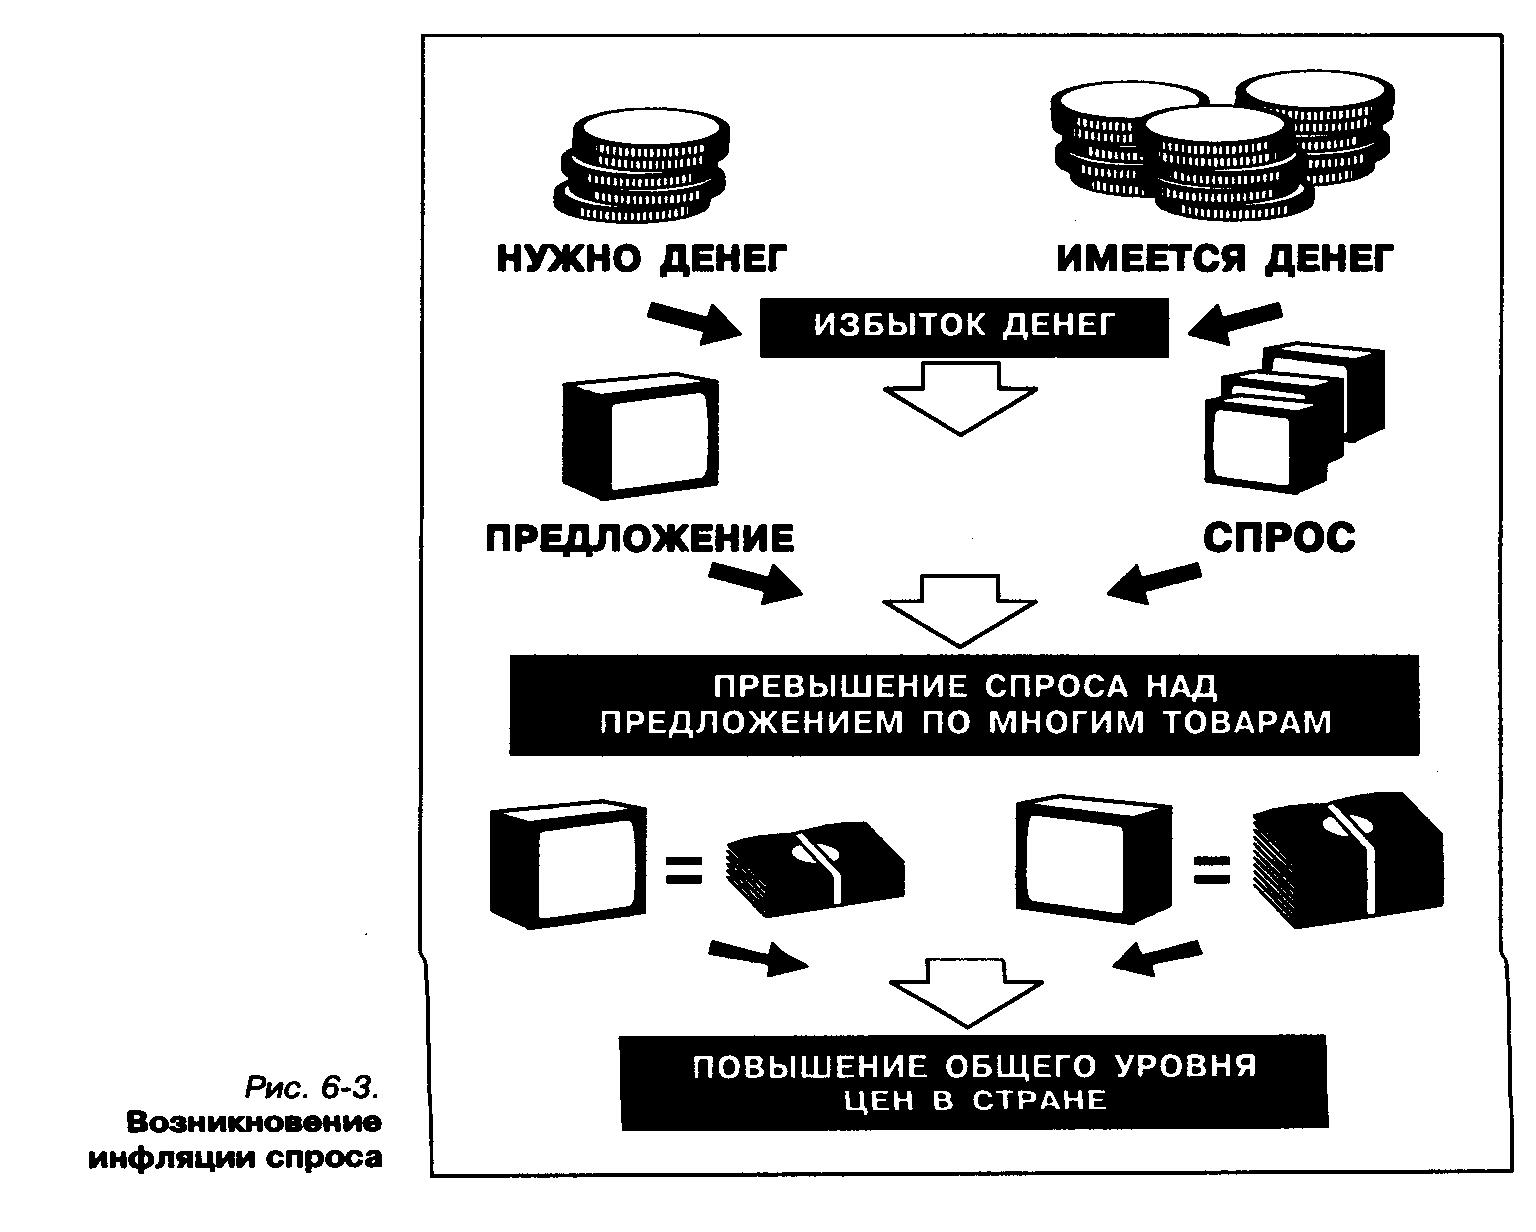 НУЖНО ДЕНЕГ
ИМЕЕТСЯ ДЕНЕГ
ИЗБЫТОК ДЕНЕГ
ПРЕДЛОЖЕНИЕ
СПРОС
ПРЕВЫШЕНИЕ СПРОСА НАД
ПРЕДЛОЖЕНИЕМ ПО МНОГИМ ТОВАРАМ
=
=
ПОВЫШЕНИЕ ОБЩЕГО УРОВНЯ
ЦЕН В СТРАНЕ
Рис. 6-3.
Возникновение
инфляции спроса